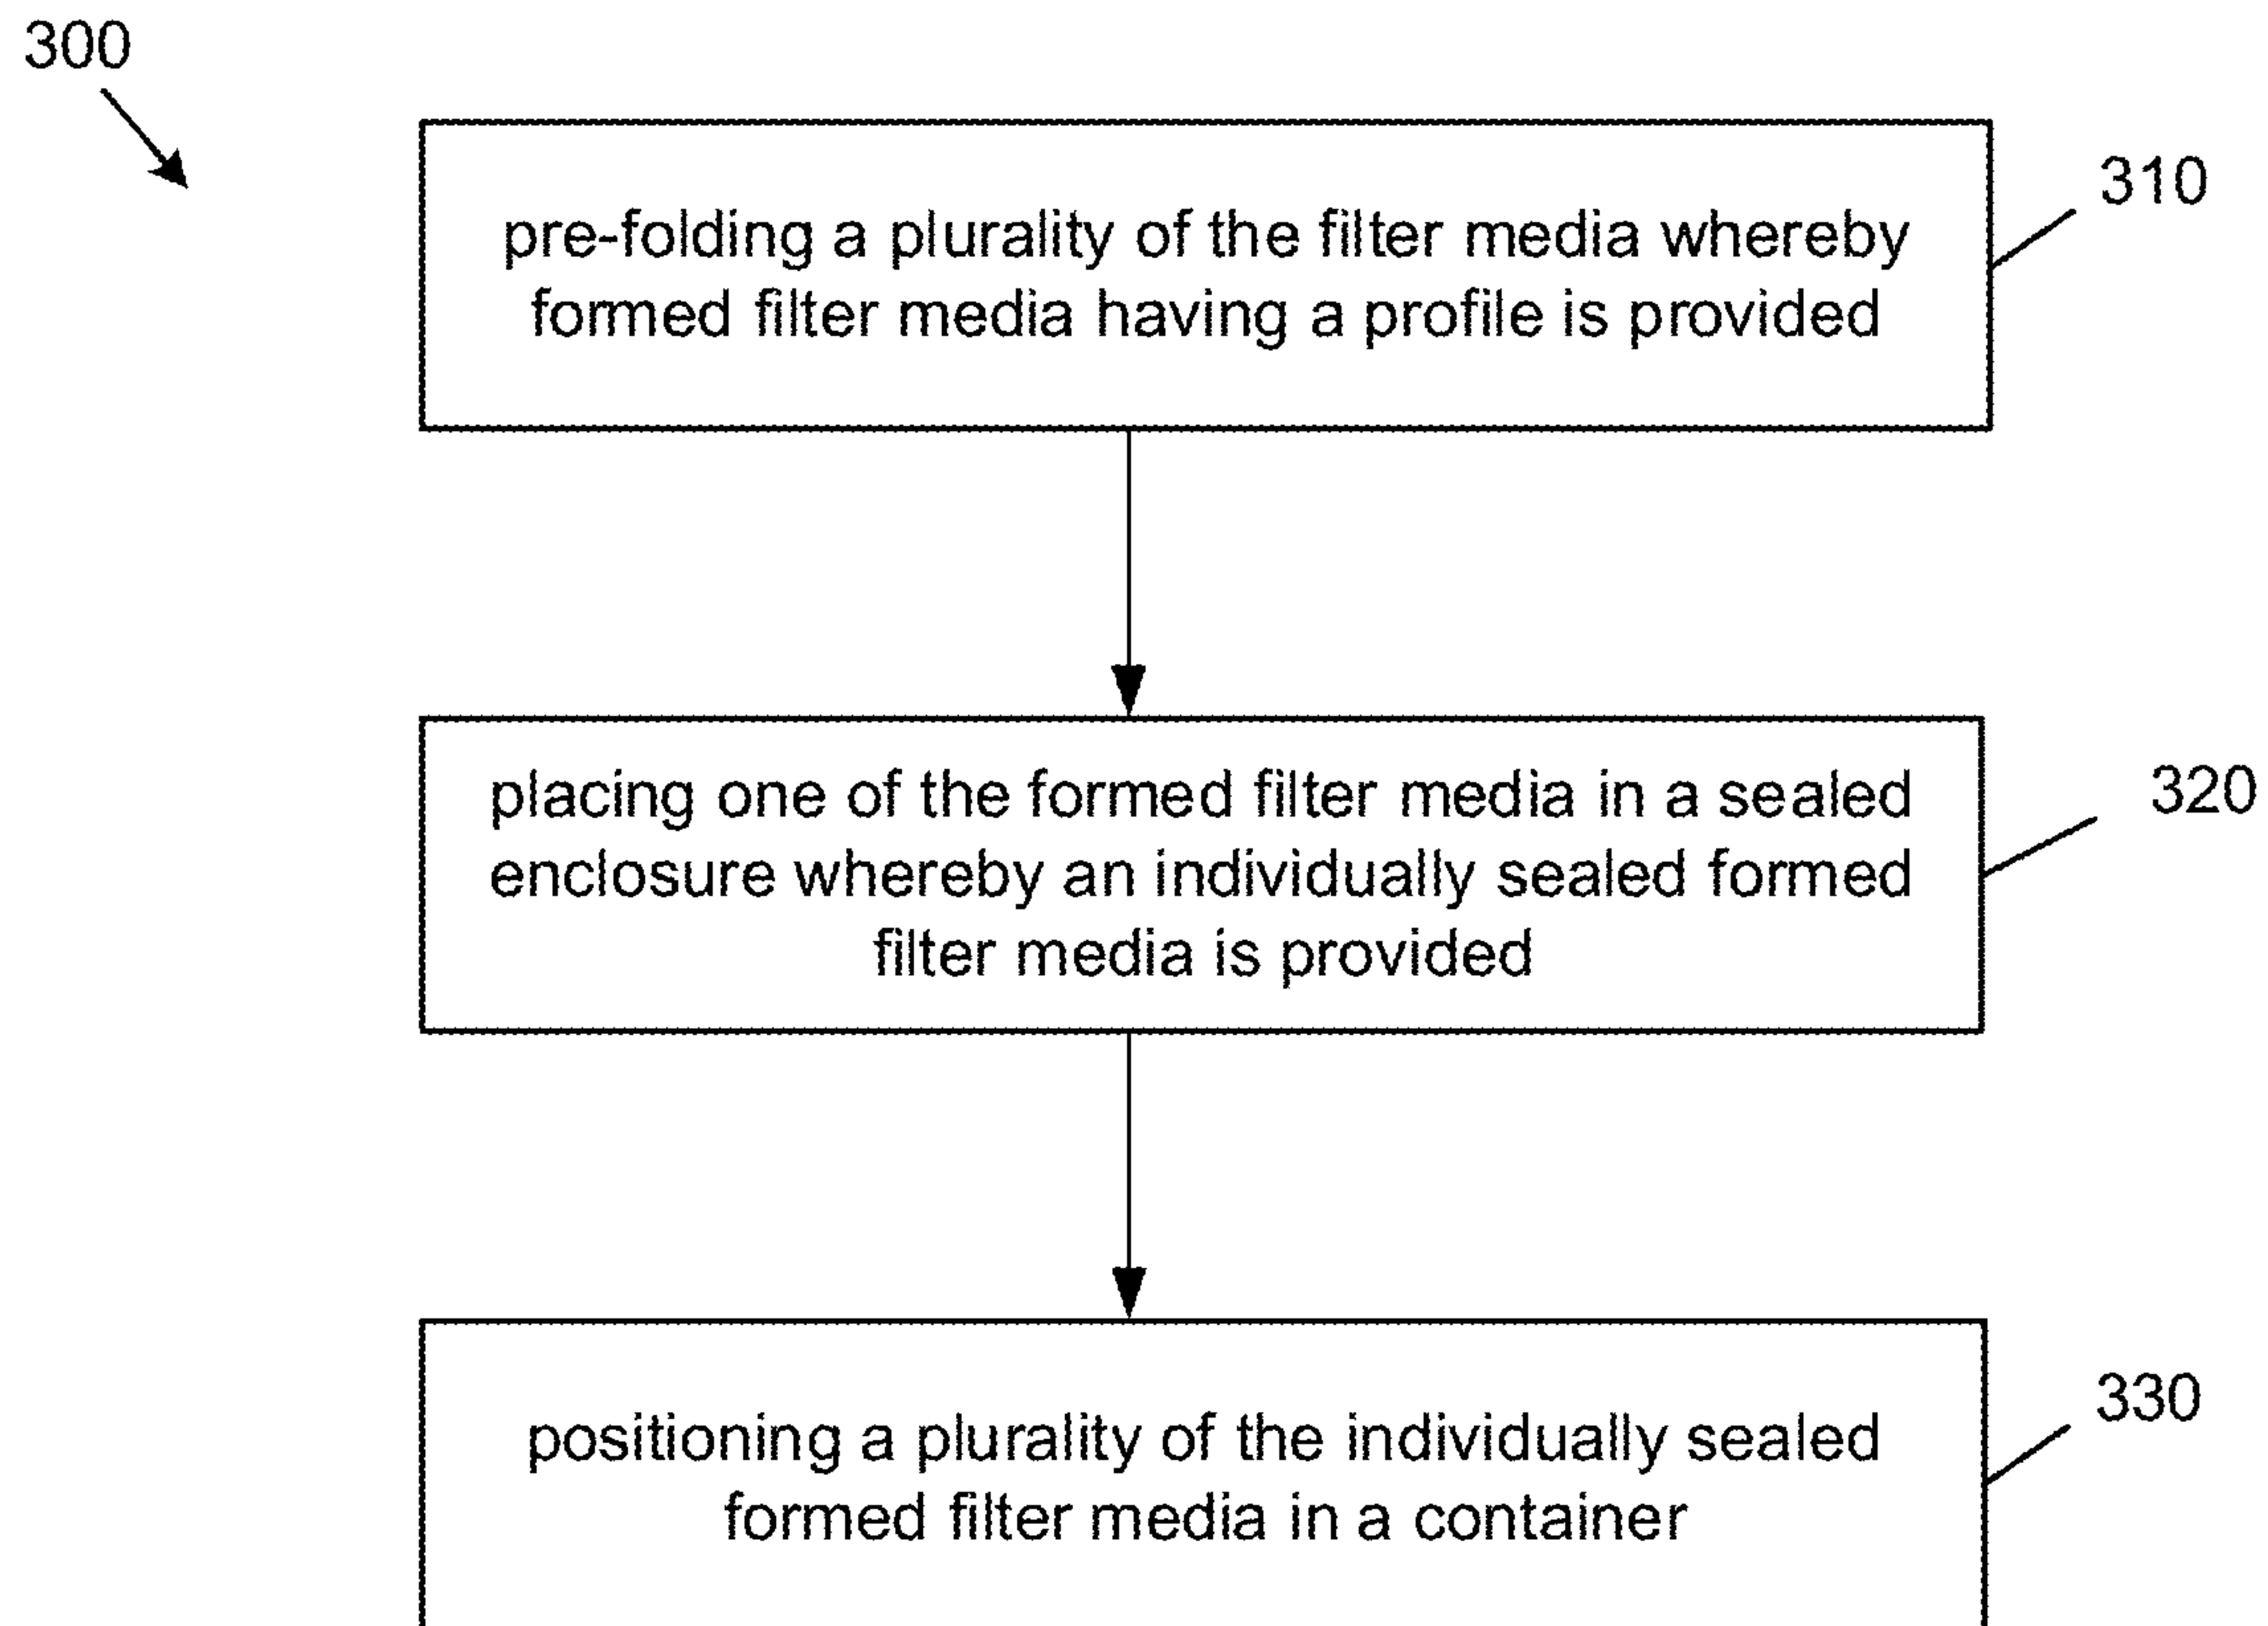 300
310
pre-folding a plurality of the filter media whereby
formed filter media having a profile is provided
320
placing one of the formed filter media in a sealed
enclosure whereby an individually sealed formed
filter media is provided
330
positioning a plurality of the individually sealed
formed filter media in a container